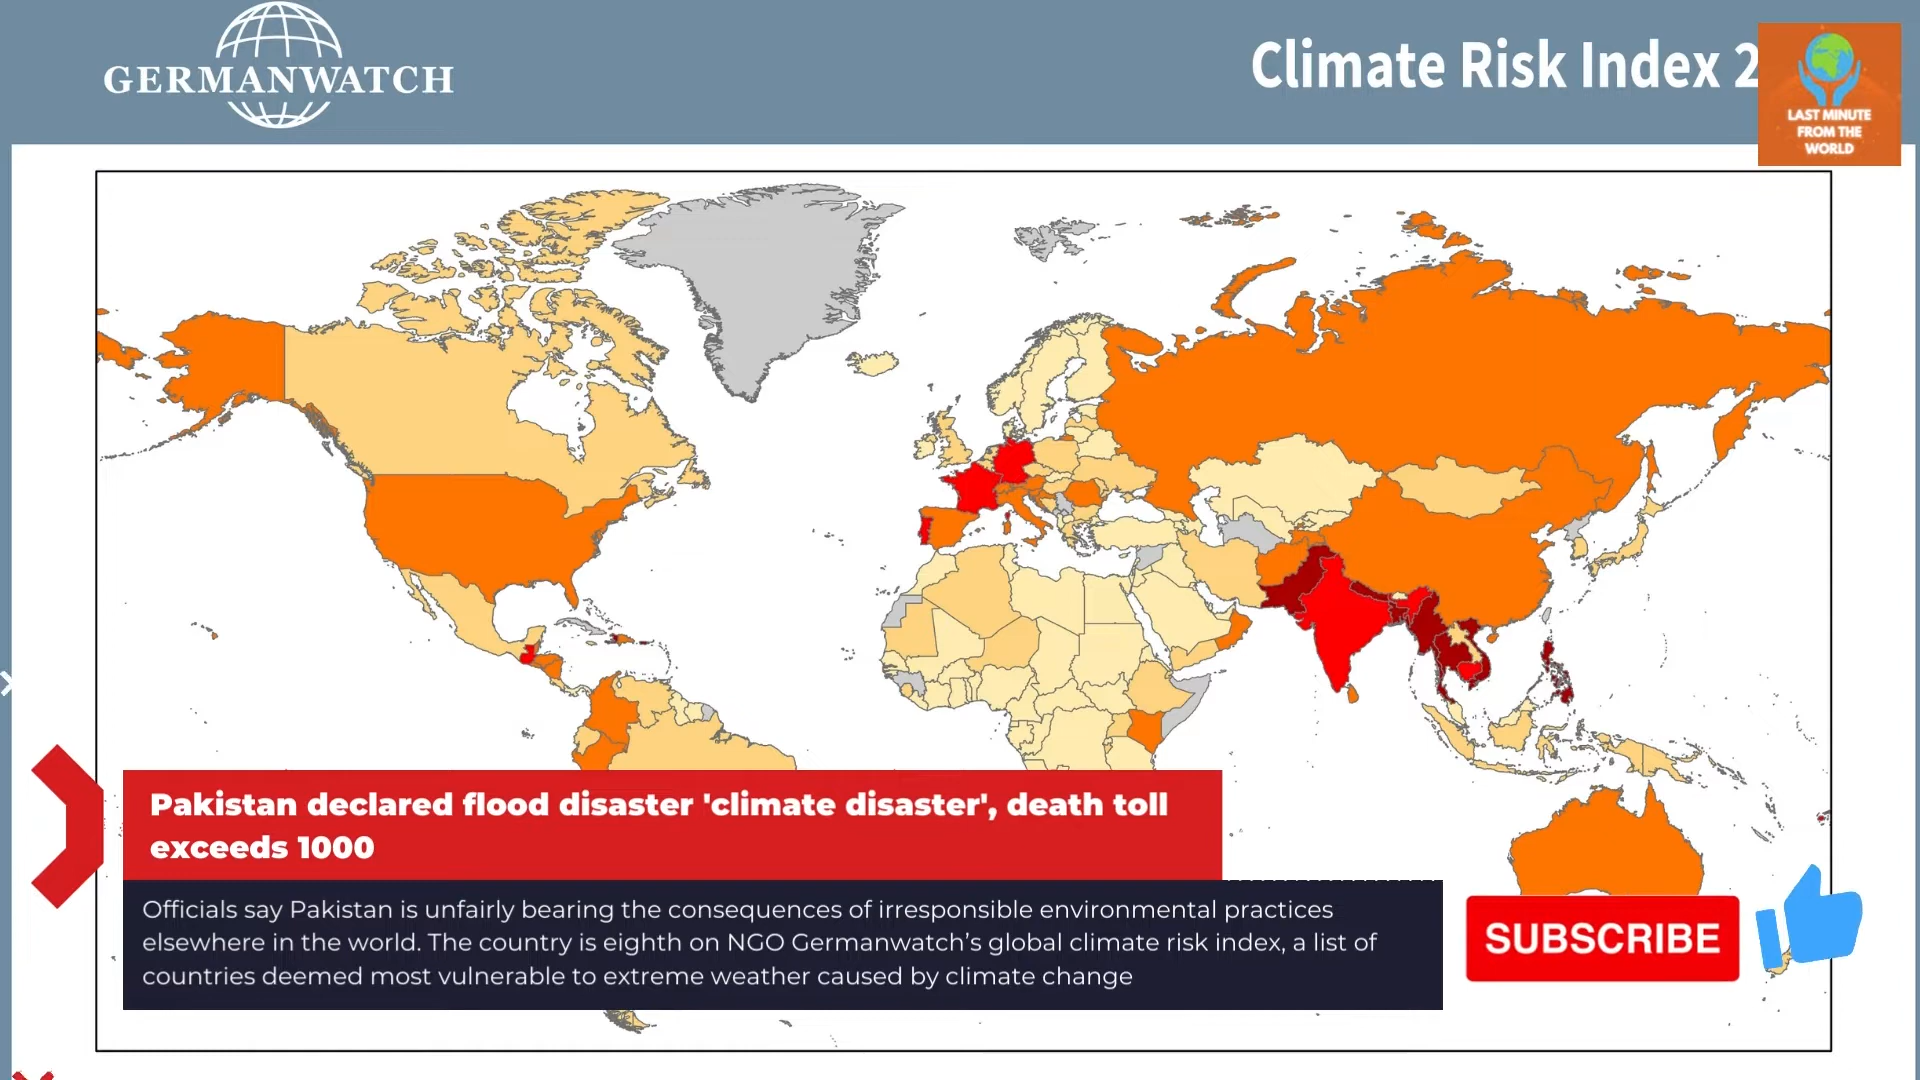 GERMANWATCH
Climate Risk Index 2
LAST MINUTE
FROM THE
WORLD
Pakistan declared flood disaster 'climate disaster', death toll
exceeds 1000
Officials say Pakistan is unfairly bearing the consequences of irresponsible environmental practices
elsewhere in the world. The country is eighth on NGO Germanwatch’s global climate risk index, a list of
countries deemed most vulnerable to extreme weather caused by climate change
SUBSCRIBE